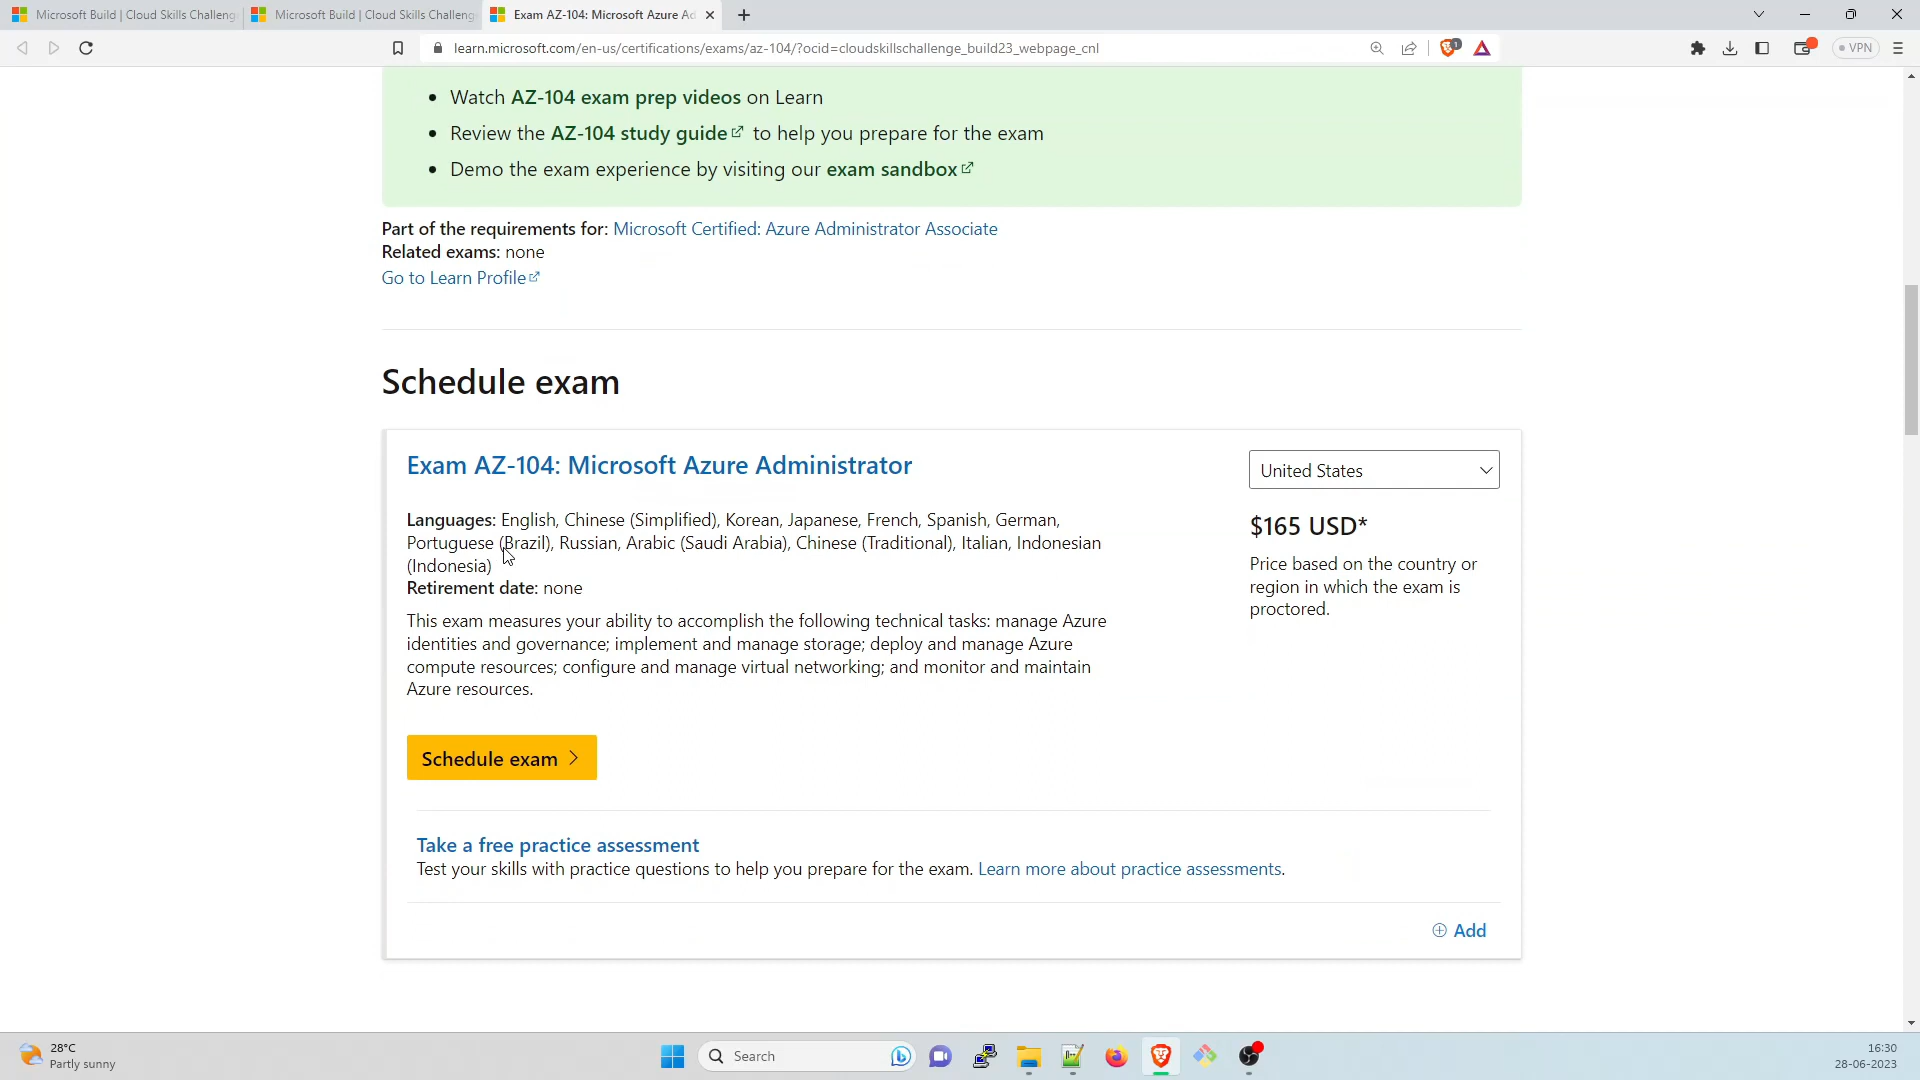 Microsoft Build | Cloud Skills Challeng
Microsoft Build | Cloud Skills Challeng
Exam AZ-104: Microsoft Azure Ad
learn.microsoft.com/en-us/certifications/exams/az-104/?ocid=cloudskillschallenge_build23_webpage_cnl
1
VPN
• Watch AZ-104 exam prep videos on Learn
• Review the AZ-104 study guide to help you prepare for the exam
• Demo the exam experience by visiting our exam sandbox
Part of the requirements for: Microsoft Certified: Azure Administrator Associate
Related exams: none
Go to Learn Profile
Schedule exam
Exam AZ-104: Microsoft Azure Administrator
United States
Languages: English, Chinese (Simplified), Korean, Japanese, French, Spanish, German,
Portuguese (Brazil), Russian, Arabic (Saudi Arabia), Chinese (Traditional), Italian, Indonesian
(Indonesia)
Retirement date: none
$165 USD*
Price based on the country or
region in which the exam is
proctored.
This exam measures your ability to accomplish the following technical tasks: manage Azure
identities and governance; implement and manage storage; deploy and manage Azure
compute resources; configure and manage virtual networking; and monitor and maintain
Azure resources.
Schedule exam
Take a free practice assessment
Test your skills with practice questions to help you prepare for the exam. Learn more about practice assessments.
Add
28°C
Partly sunny
Search
16:30
28-06-2023